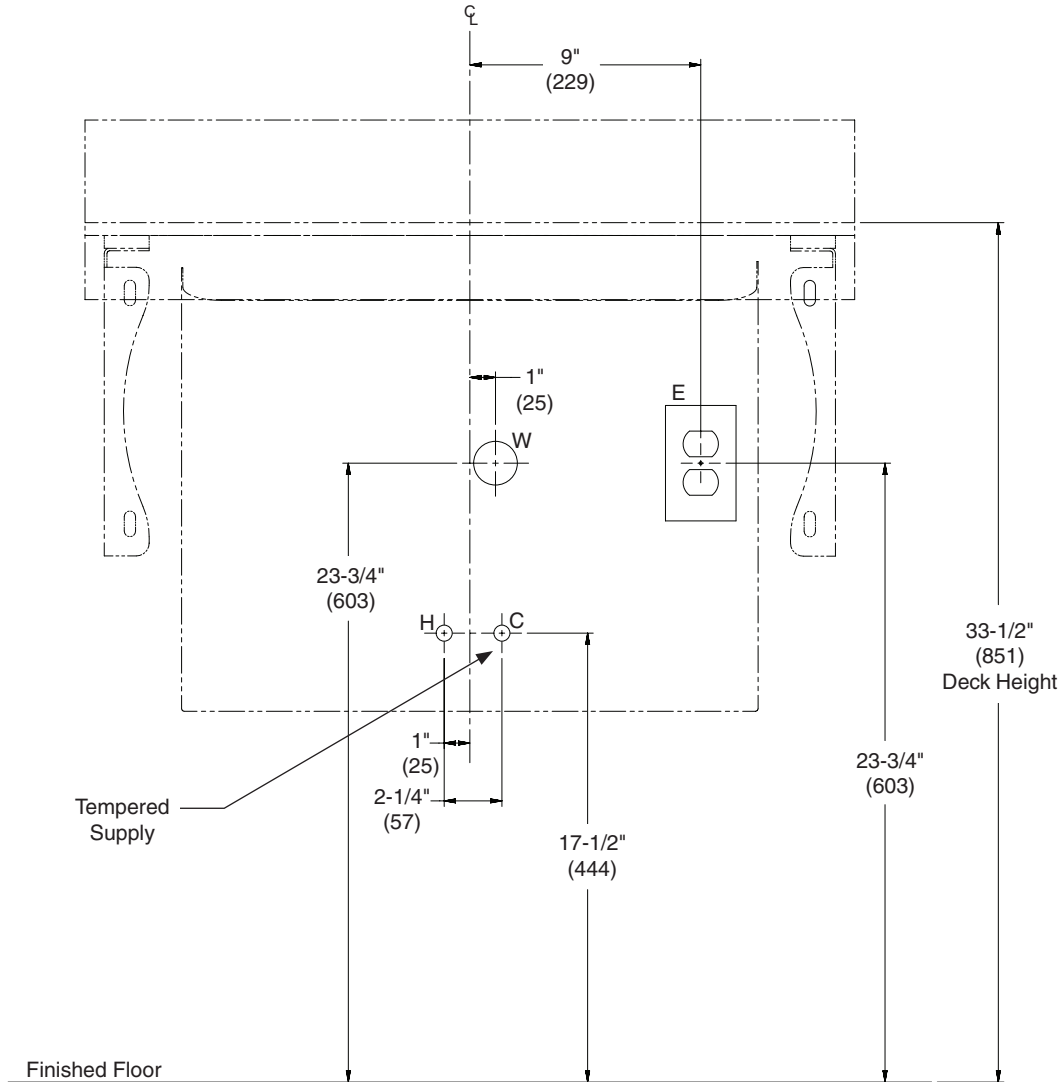 ℄
9"
(229)
1"
(25)
E
W
23-3/4"
(603)
H
C
33-1/2"
(851)
Deck Height
1"
(25)
23-3/4"
(603)
2-1/4"
(57)
Tempered
Supply
17-1/2"
(444)
Finished Floor